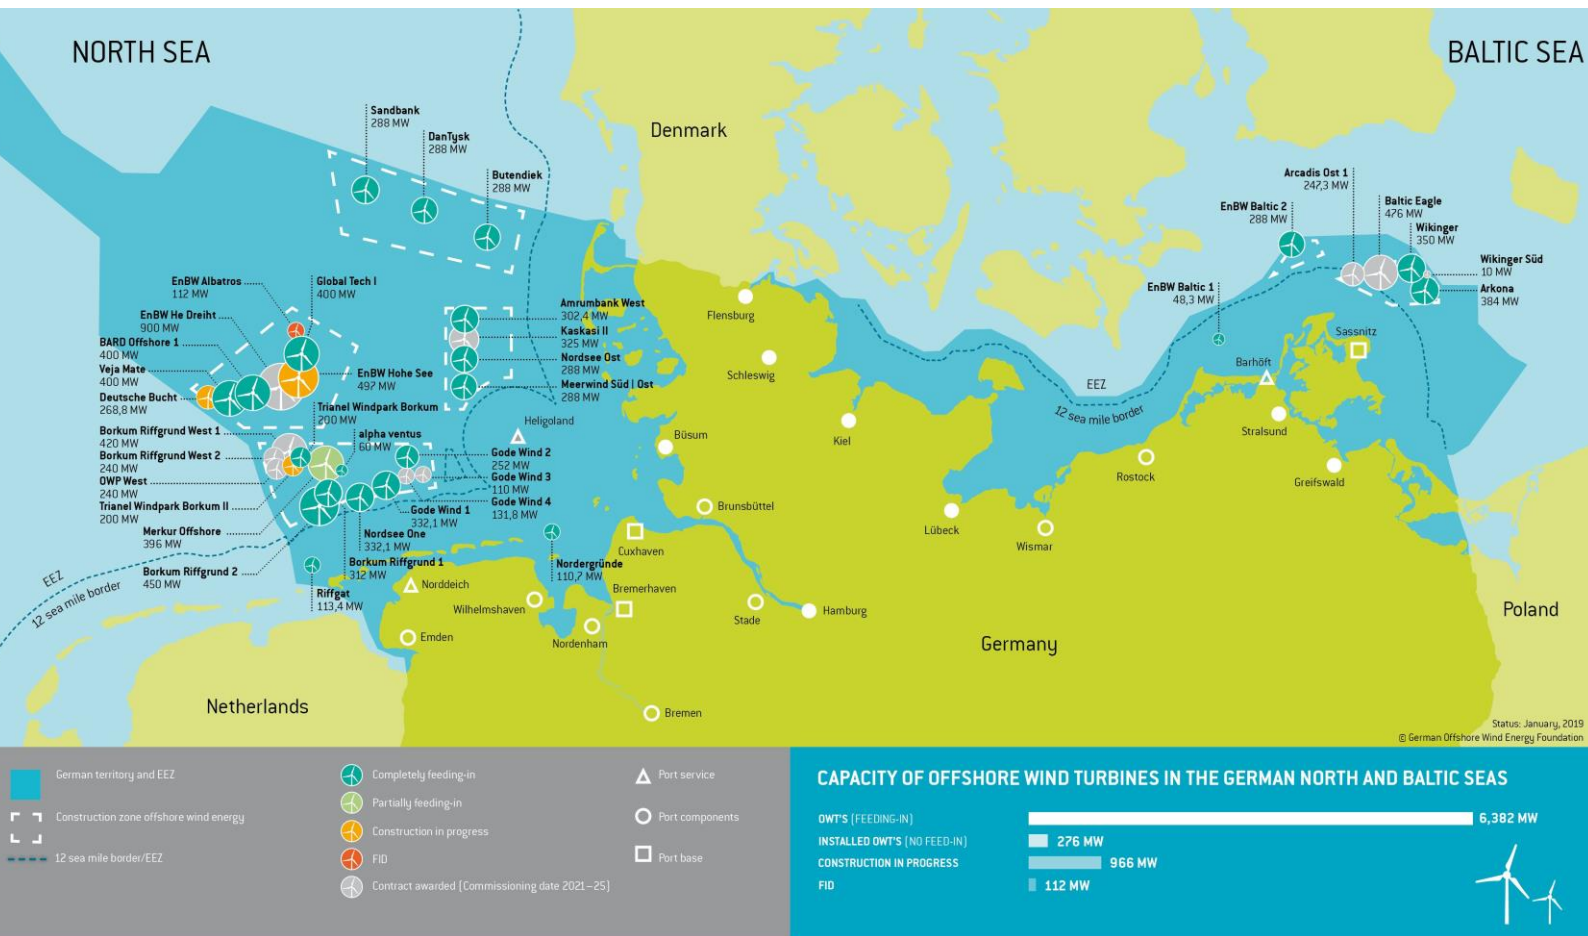 NORTH SEA
BALTIC SEA
Sandbank
288 MW
DanTysk
288 MW
Butendiek
288 MW
Denmark
Arcadis Ost 1
247,3 MW
Baltic Eagle
476 MW
EnBW Baltic 2
288 MW
Wikinger
350 MW
Wikinger Süd
10 MW
Arkona
384 MW
EnBW Baltic 1
48,3 MW
EnBW Albatros
112 MW
Global Tech I
400 MW
EnBW He Dreiht
900 MW
BARD Offshore 1
400 MW
Veja Mate
400 MW
Deutsche Bucht
268,8 MW
EnBW Hohe See
497 MW
Amrumbank West
302,4 MW
Kaskasi II
325 MW
Nordsee Ost
288 MW
Meerwind Süd | Ost
288 MW
Trianel Windpark Borkum
200 MW
alpha ventus
60 MW
Borkum Riffgrund West 1
420 MW
Borkum Riffgrund West 2
240 MW
OWP West
240 MW
Trianel Windpark Borkum II
200 MW
Merkur Offshore
396 MW
Borkum Riffgrund 2
450 MW
Gode Wind 2
252 MW
Gode Wind 3
110 MW
Gode Wind 4
131,8 MW
Gode Wind 1
332,1 MW
Nordsee One
332,1 MW
Borkum Riffgrund 1
312 MW
Riffgat
113,4 MW
Nordergründe
110,7 MW
Heligoland
Flensburg
Schleswig
Kiel
Büsum
Brunsbüttel
Cuxhaven
Bremerhaven
Norddeich
Wilhelmshaven
Emden
Nordenham
Stade
Hamburg
Bremen
Lübeck
Wismar
Rostock
Barhöft
Sassnitz
Stralsund
Greifswald
EEZ
12 sea mile border
EEZ
12 sea mile border
Germany
Poland
Netherlands
Status: January, 2019
© German Offshore Wind Energy Foundation
German territory and EEZ
Construction zone offshore wind energy
12 sea mile border/EEZ
Completely feeding-in
Partially feeding-in
Construction in progress
FID
Contract awarded (Commissioning date 2021–25)
Port service
Port components
Port base
CAPACITY OF OFFSHORE WIND TURBINES IN THE GERMAN NORTH AND BALTIC SEAS
OWT'S (FEEDING-IN) 6,382 MW
INSTALLED OWT'S (NO FEED-IN) 276 MW
CONSTRUCTION IN PROGRESS 966 MW
FID 112 MW